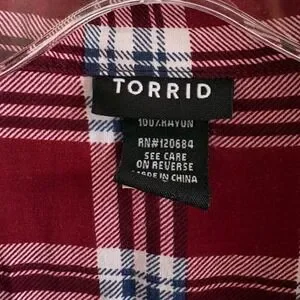 TORRID
100% RAYON
RN#120684
SEE CARE
ON REVERSE
MADE IN CHINA